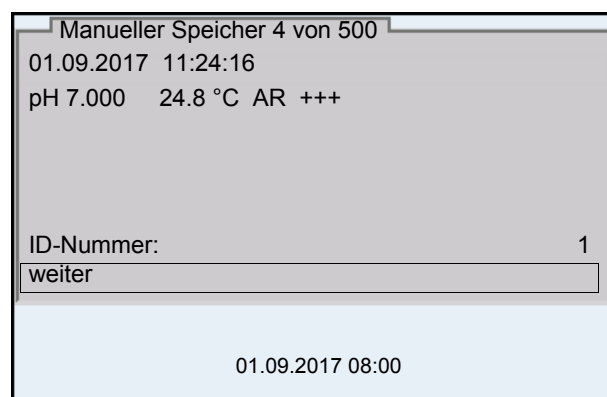 Manueller Speicher 4 von 500
01.09.2017 11:24:16
pH 7.000 24.8 °C AR +++
ID-Nummer: 1
weiter
01.09.2017 08:00